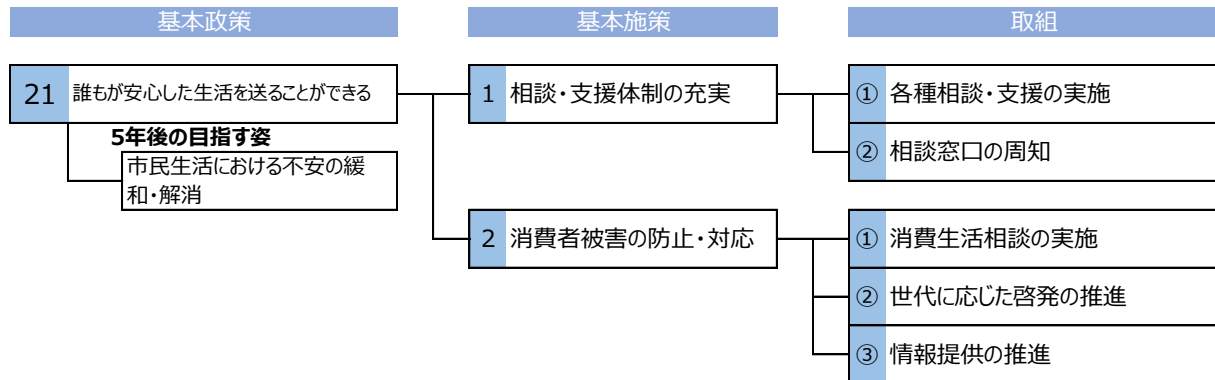 基本政策
基本施策
取組
21 誰もが安心した生活を送ることができる
5年後の目指す姿
市民生活における不安の緩
和・解消
1 相談・支援体制の充実
① 各種相談・支援の実施
② 相談窓口の周知
2 消費者被害の防止・対応
① 消費生活相談の実施
② 世代に応じた啓発の推進
③ 情報提供の推進